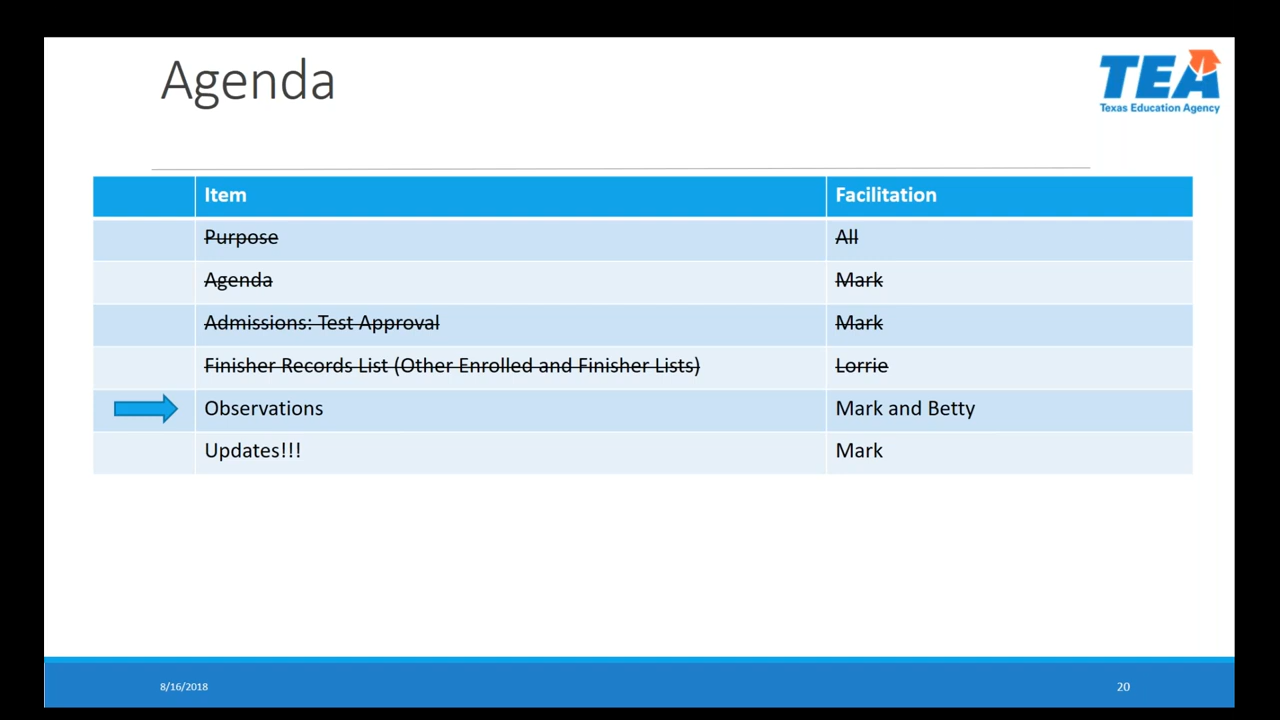 Agenda
TEA
Texas Education Agency
Item Facilitation
Purpose All
Agenda Mark
Admissions: Test Approval Mark
Finisher Records List (Other Enrolled and Finisher Lists) Lorrie
Observations Mark and Betty
Updates!!! Mark
8/16/2018 20